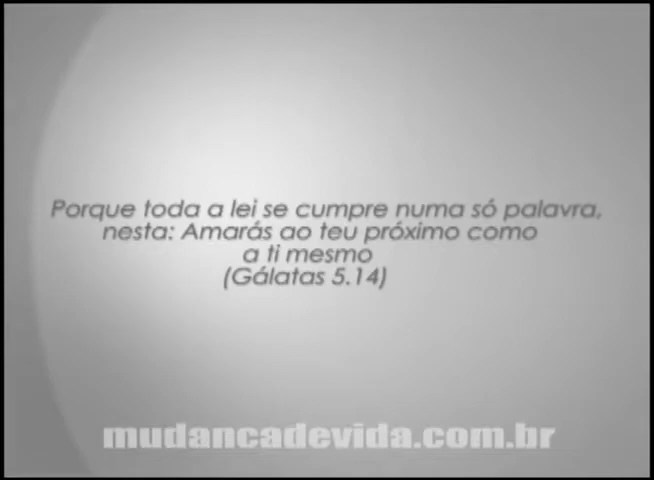 Porque toda a lei se cumpre numa só palavra,
nesta: Amarás ao teu próximo como
a ti mesmo
(Gálatas 5.14)
mudancadevida.com.br